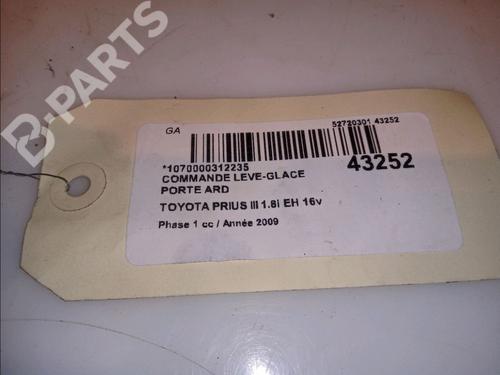 B-PARTS
GA
52720301 43252
*1070000312235
43252
COMMANDE LEVE-GLACE
PORTE ARD
TOYOTA PRIUS III 1.8i EH 16v
Phase 1 cc / Année 2009